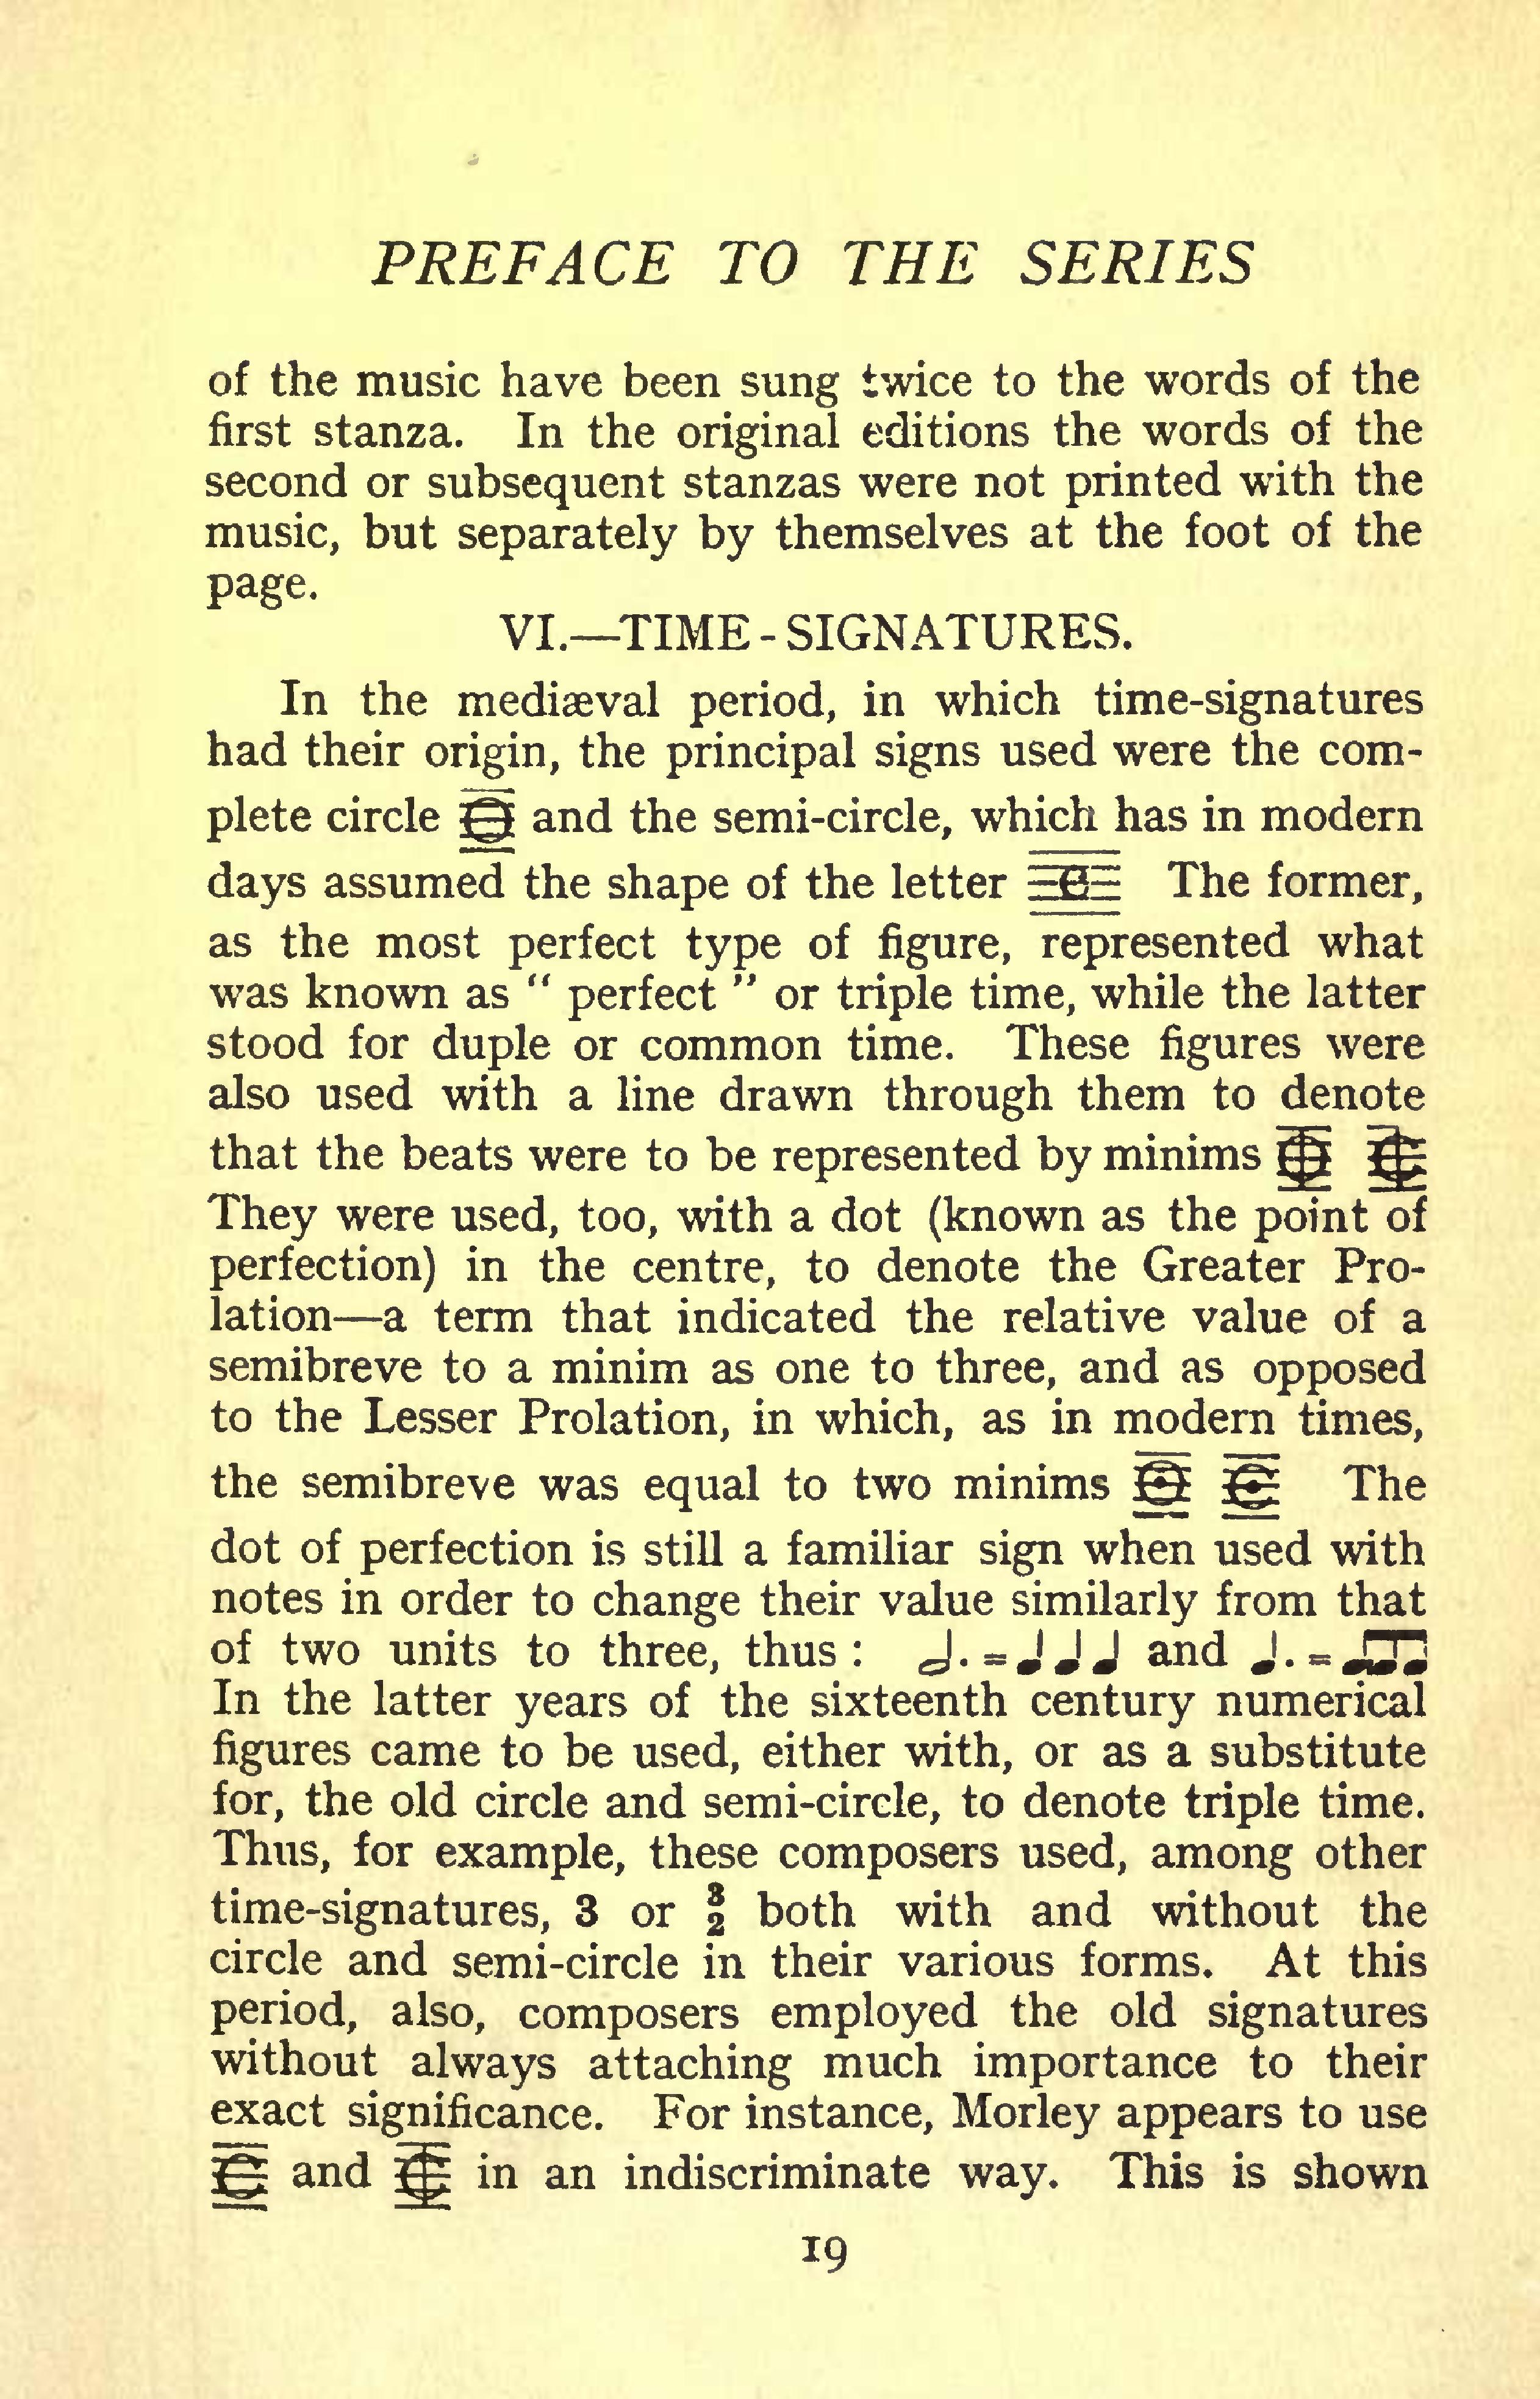 PREFACE TO THE SERIES
of the music have been sung twice to the words of the
first stanza. In the original editions the words of the
second or subsequent stanzas were not printed with the
music, but separately by themselves at the foot of the
page.
VI.—TIME-SIGNATURES.
In the mediæval period, in which time-signatures
had their origin, the principal signs used were the com-
plete circle and the semi-circle, which has in modern
days assumed the shape of the letter The former,
as the most perfect type of figure, represented what
was known as " perfect " or triple time, while the latter
stood for duple or common time. These figures were
also used with a line drawn through them to denote
that the beats were to be represented by minims
They were used, too, with a dot (known as the point of
perfection) in the centre, to denote the Greater Pro-
lation—a term that indicated the relative value of a
semibreve to a minim as one to three, and as opposed
to the Lesser Prolation, in which, as in modern times,
the semibreve was equal to two minims The
dot of perfection is still a familiar sign when used with
notes in order to change their value similarly from that
of two units to three, thus : 𝅗𝅥. = ♩ ♩ ♩ and ♩. = ♫♪
In the latter years of the sixteenth century numerical
figures came to be used, either with, or as a substitute
for, the old circle and semi-circle, to denote triple time.
Thus, for example, these composers used, among other
time-signatures, 3 or 3/2 both with and without the
circle and semi-circle in their various forms. At this
period, also, composers employed the old signatures
without always attaching much importance to their
exact significance. For instance, Morley appears to use
C and ₵ in an indiscriminate way. This is shown
19